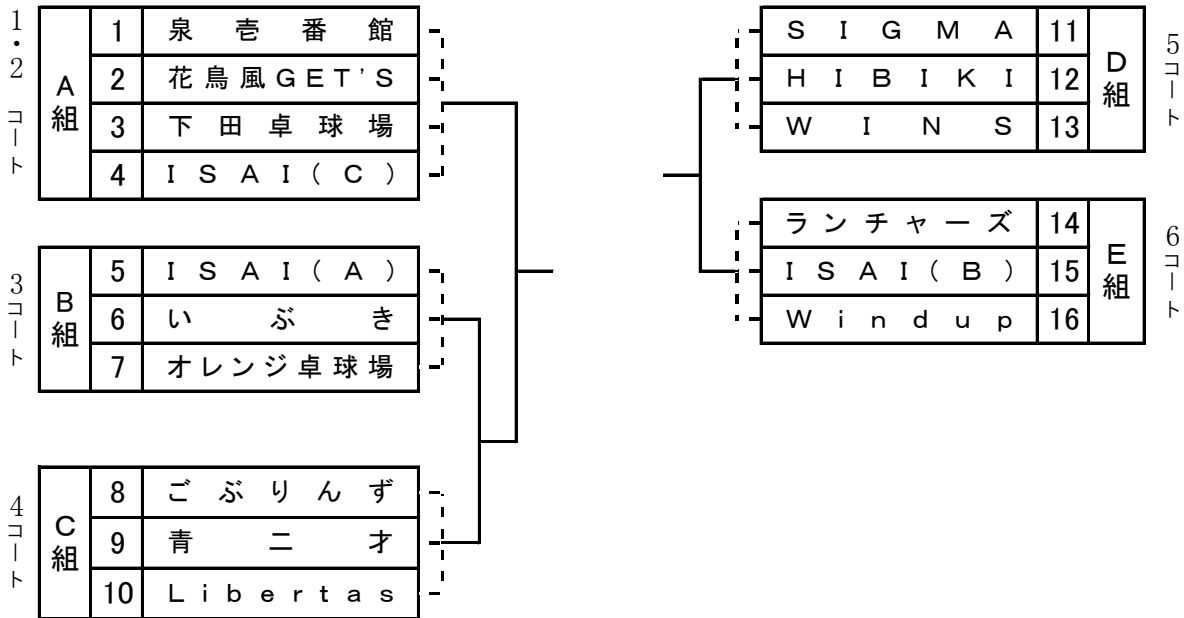 1・2 コート
A組
1 泉壱番館
2 花鳥風GET'S
3 下田卓球場
4 ISAI(C)
3コート
B組
5 ISAI(A)
6 いぶき
7 オレンジ卓球場
4コート
C組
8 ごぶりんず
9 青二才
10 Libertas
SIGMA 11
HIBIKI 12
WINS 13
D組
5コート
ランチャーズ 14
ISAI(B) 15
Windup 16
E組
6コート